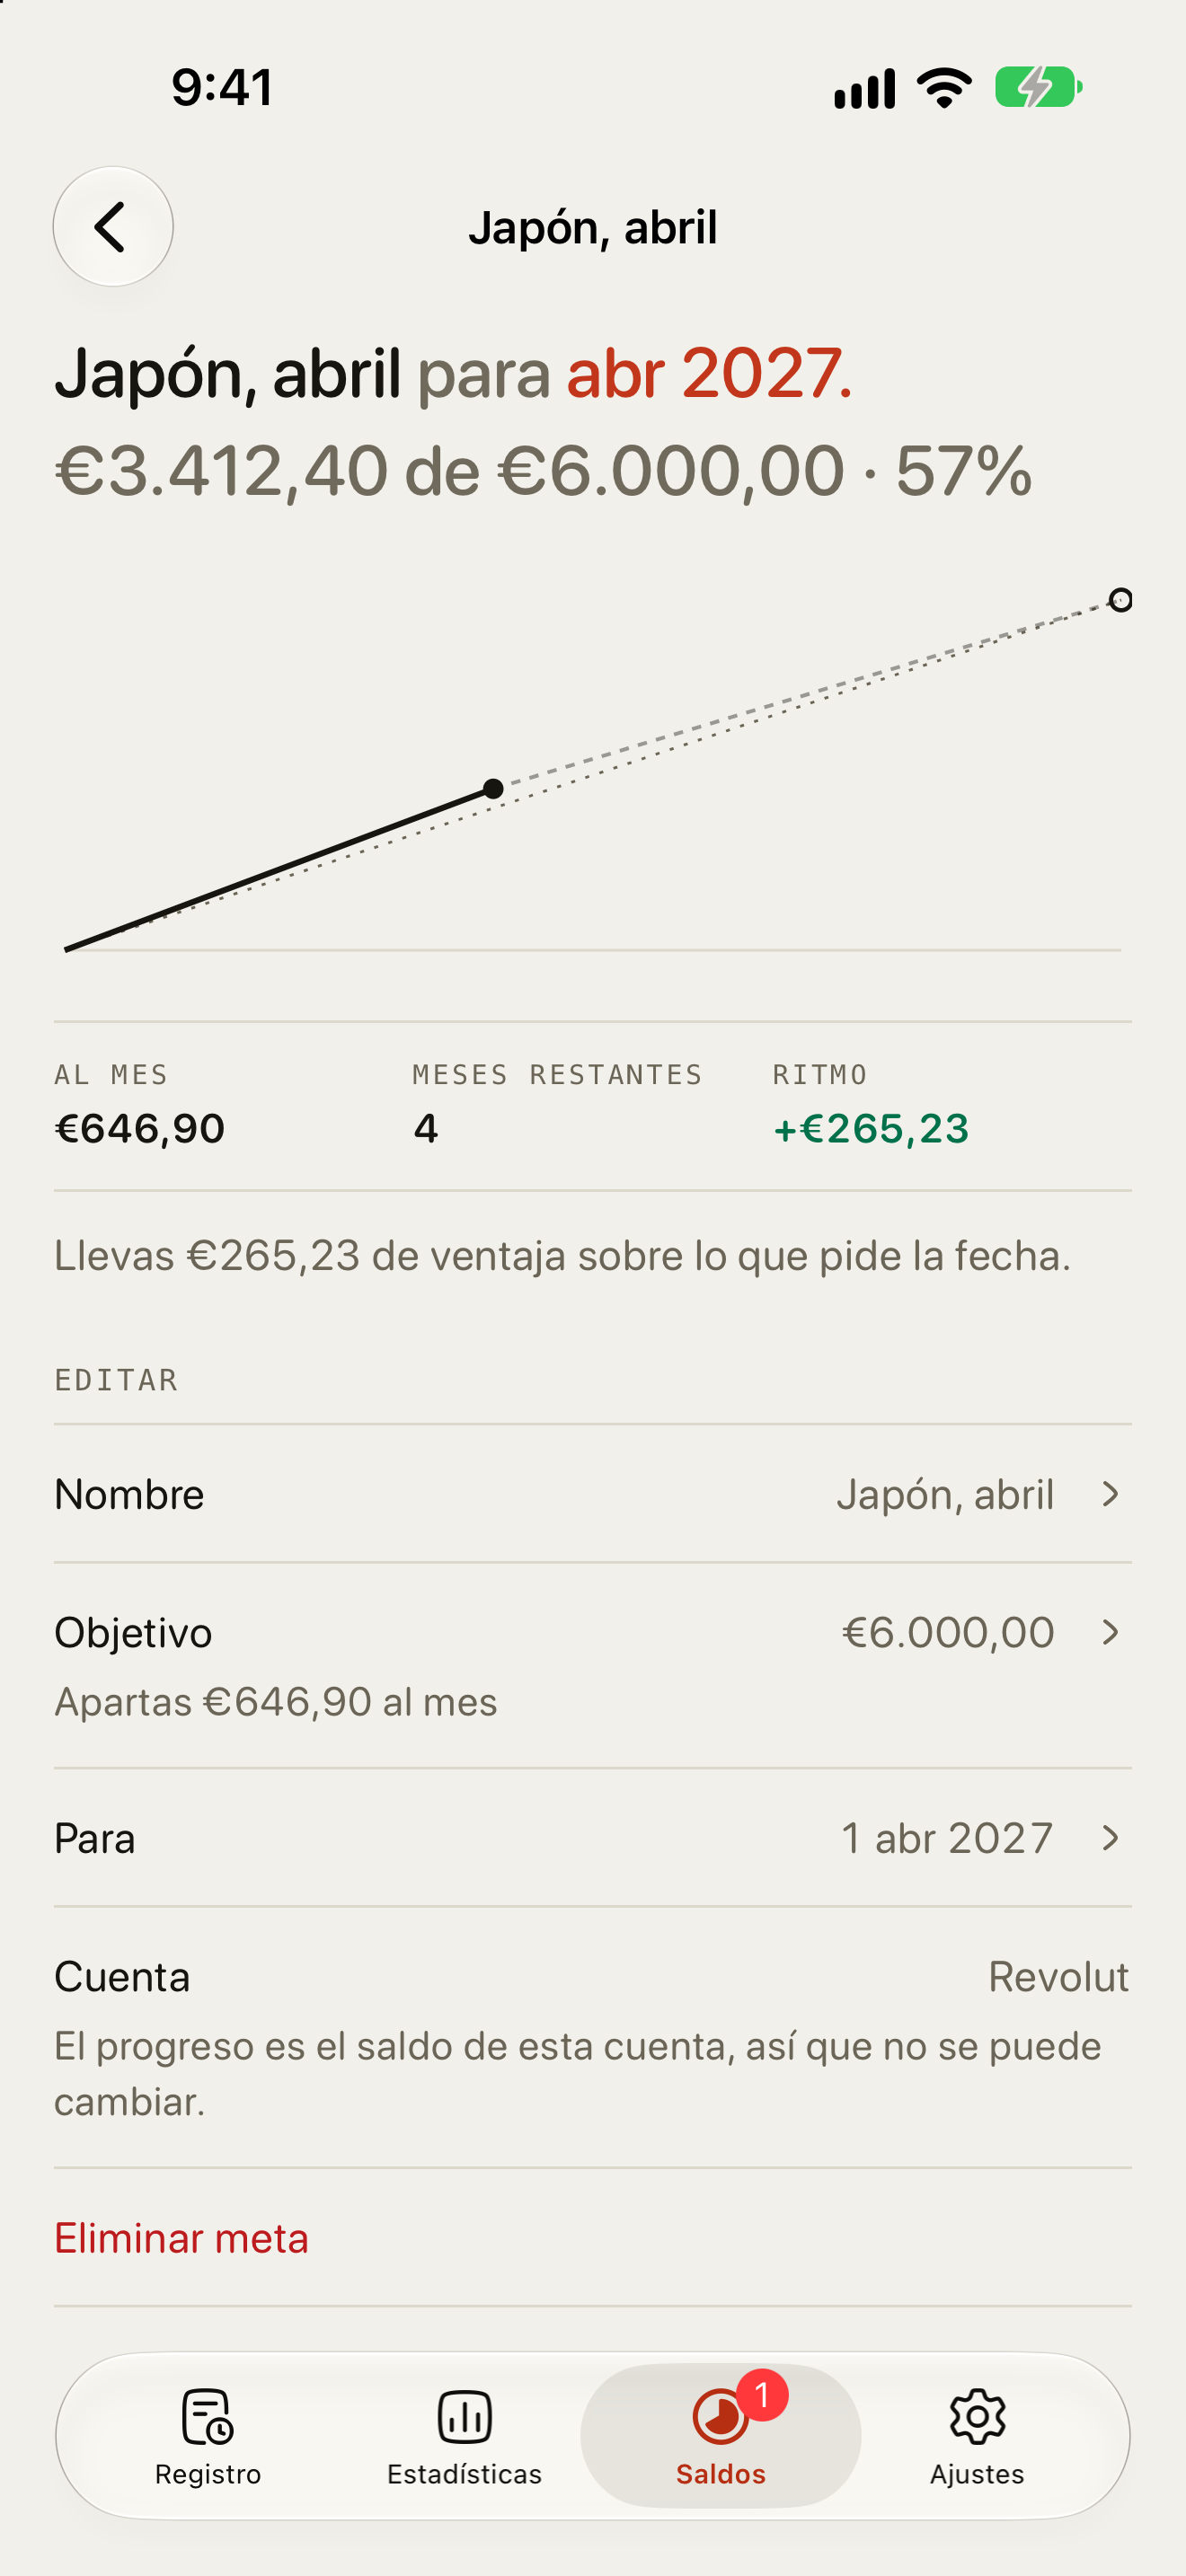 9:41
Japón, abril
Japón, abril para abr 2027.
€3.412,40 de €6.000,00 · 57%
AL MES
MESES RESTANTES
RITMO
€646,90
4
+€265,23
Llevas €265,23 de ventaja sobre lo que pide la fecha.
EDITAR
Nombre
Japón, abril
Objetivo
€6.000,00
Apartas €646,90 al mes
Para
1 abr 2027
Cuenta
Revolut
El progreso es el saldo de esta cuenta, así que no se puede
cambiar.
Eliminar meta
1
Registro
Estadísticas
Saldos
Ajustes